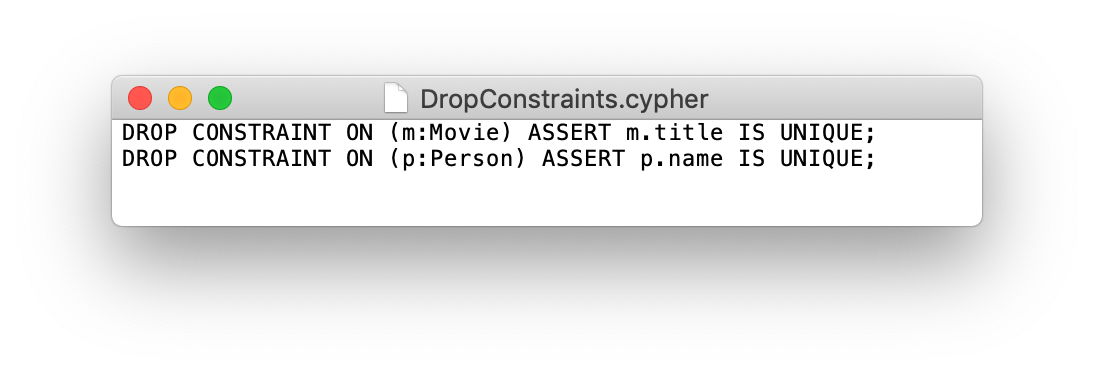 DropConstraints.cypher
DROP CONSTRAINT ON (m:Movie) ASSERT m.title IS UNIQUE;
DROP CONSTRAINT ON (p:Person) ASSERT p.name IS UNIQUE;